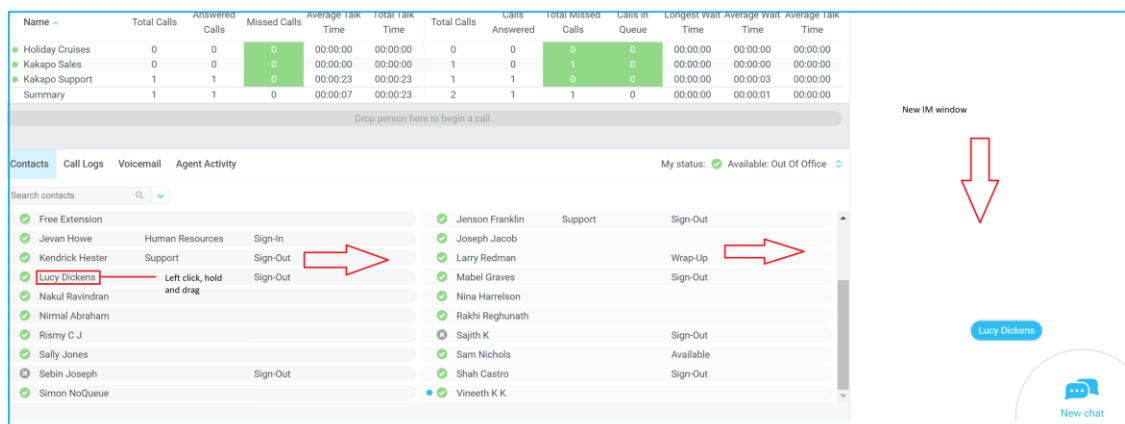 Name Total Calls Answered Calls Missed Calls Average Talk Time Total Talk Time Total Calls Calls Answered Total Missed Calls Calls in Queue Longest Wait Time Average Wait Time Average Talk Time
Holiday Cruises 0 0 0 00:00:00 00:00:00 0 0 0 0 00:00:00 00:00:00 00:00:00
Kakapo Sales 0 0 0 00:00:00 00:00:00 1 0 1 0 00:00:00 00:00:00 00:00:00
Kakapo Support 1 1 0 00:00:23 00:00:23 1 1 0 0 00:00:00 00:00:03 00:00:00
Summary 1 1 0 00:00:07 00:00:23 2 1 1 0 00:00:00 00:00:01 00:00:00
Drop person here to begin a call
New IM window
Contacts Call Logs Voicemail Agent Activity My status: Available: Out Of Office
Search contacts
Free Extension Jenson Franklin Support Sign-Out
Jevan Howe Human Resources Sign-In Joseph Jacob
Kendrick Hester Support Sign-Out Larry Redman Wrap-Up
Lucy Dickens Left click, hold Sign-Out Mabel Graves Sign-Out
and drag
Nakul Ravindran Nina Harrelson
Nirmal Abraham Rakhi Reghunath
Rismy C J Sajith K Sign-Out
Lucy Dickens
Sally Jones Sam Nichols Available
Sebin Joseph Sign-Out Shah Castro Sign-Out
Simon NoQueue Vineeth K K
New chat